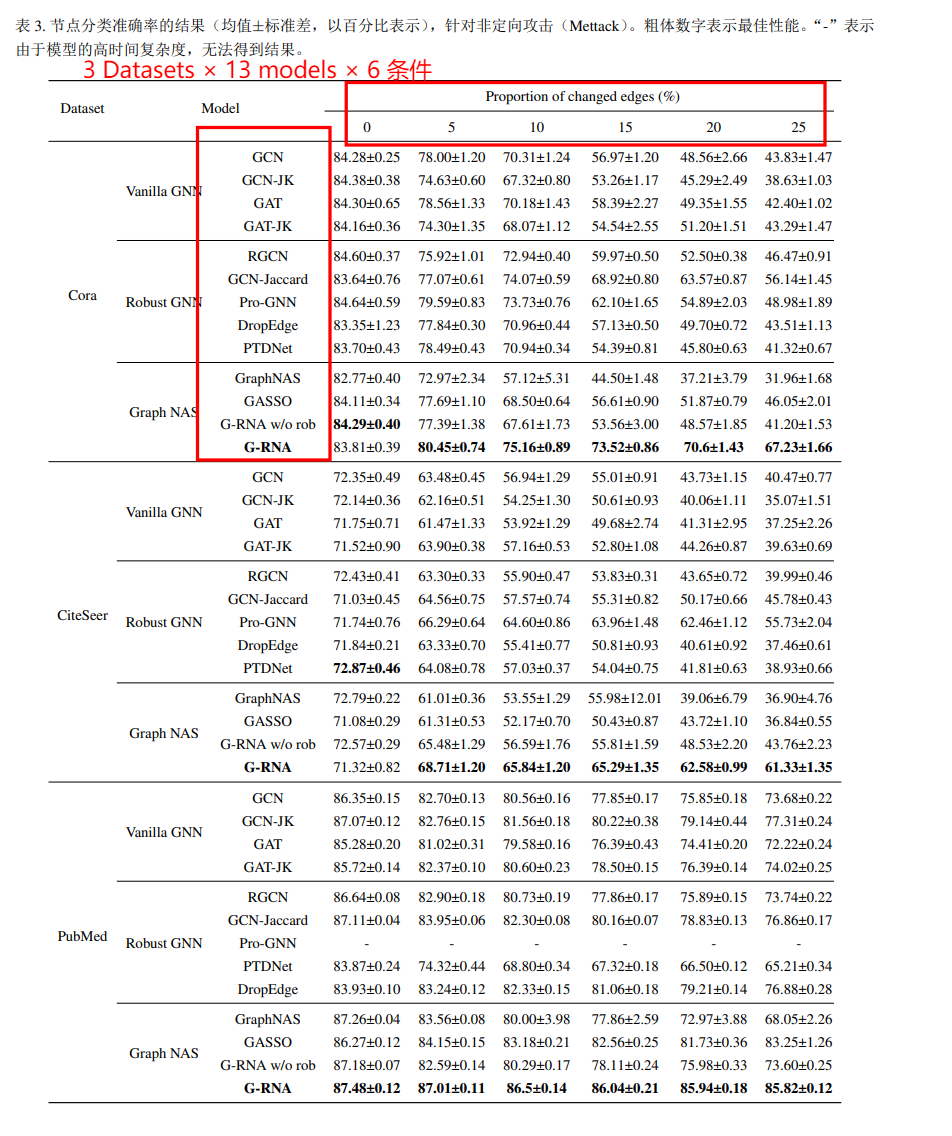 表 3. 节点分类准确率的结果（均值±标准差，以百分比表示），针对非定向攻击（Mettack）。粗体数字表示最佳性能。“-”表示
由于模型的高时间复杂度，无法得到结果。
3 Datasets × 13 models × 6 条件
Dataset Model Proportion of changed edges (%)
0 5 10 15 20 25
Cora
Vanilla GNN
GCN 84.28±0.25 78.00±1.20 70.31±1.24 56.97±1.20 48.56±2.66 43.83±1.47
GCN-JK 84.38±0.38 74.63±0.60 67.32±0.80 53.26±1.17 45.29±2.49 38.63±1.03
GAT 84.30±0.65 78.56±1.33 70.18±1.43 58.39±2.27 49.35±1.55 42.40±1.02
GAT-JK 84.16±0.36 74.30±1.35 68.07±1.12 54.54±2.55 51.20±1.51 43.29±1.47
Robust GNN
RGCN 84.60±0.37 75.92±1.01 72.94±0.40 59.97±0.50 52.50±0.38 46.47±0.91
GCN-Jaccard 83.64±0.76 77.07±0.61 74.07±0.59 68.92±0.80 63.57±0.87 56.14±1.45
Pro-GNN 84.64±0.59 79.59±0.83 73.73±0.76 62.10±1.65 54.89±2.03 48.98±1.89
DropEdge 83.35±1.23 77.84±0.30 70.96±0.44 57.13±0.50 49.70±0.72 43.51±1.13
PTDNet 83.70±0.43 78.49±0.43 70.94±0.34 54.39±0.81 45.80±0.63 41.32±0.67
Graph NAS
GraphNAS 82.77±0.40 72.97±2.34 57.12±5.31 44.50±1.48 37.21±3.79 31.96±1.68
GASSO 84.11±0.34 77.69±1.10 68.50±0.64 56.61±0.90 51.87±0.79 46.05±2.01
G-RNA w/o rob 84.29±0.40 77.39±1.38 67.61±1.73 53.56±3.00 48.57±1.85 41.20±1.53
G-RNA 83.81±0.39 80.45±0.74 75.16±0.89 73.52±0.86 70.6±1.43 67.23±1.66
CiteSeer
Vanilla GNN
GCN 72.35±0.49 63.48±0.45 56.94±1.29 55.01±0.91 43.73±1.15 40.47±0.77
GCN-JK 72.14±0.36 62.16±0.51 54.25±1.30 50.61±0.93 40.06±1.11 35.07±1.51
GAT 71.75±0.71 61.47±1.33 53.92±1.29 49.68±2.74 41.31±2.95 37.25±2.26
GAT-JK 71.52±0.90 63.90±0.38 57.16±0.53 52.80±1.08 44.26±0.87 39.63±0.69
Robust GNN
RGCN 72.43±0.41 63.30±0.33 55.90±0.47 53.83±0.31 43.65±0.72 39.99±0.46
GCN-Jaccard 71.03±0.45 64.56±0.75 57.57±0.74 55.31±0.82 50.17±0.66 45.78±0.43
Pro-GNN 71.74±0.76 66.29±0.64 64.60±0.86 63.96±1.48 62.46±1.12 55.73±2.04
DropEdge 71.84±0.21 63.33±0.70 55.41±0.77 50.81±0.93 40.61±0.92 37.46±0.61
PTDNet 72.87±0.46 64.08±0.78 57.03±0.37 54.04±0.75 41.81±0.63 38.93±0.66
Graph NAS
GraphNAS 72.79±0.22 61.01±0.36 53.55±1.29 55.98±12.01 39.06±6.79 36.90±4.76
GASSO 71.08±0.29 61.31±0.53 52.17±0.70 50.43±0.87 43.72±1.10 36.84±0.55
G-RNA w/o rob 72.57±0.29 65.48±1.29 56.59±1.76 55.81±1.59 48.53±2.20 43.76±2.23
G-RNA 71.32±0.82 68.71±1.20 65.84±1.20 65.29±1.35 62.58±0.99 61.33±1.35
PubMed
Vanilla GNN
GCN 86.35±0.15 82.70±0.13 80.56±0.16 77.85±0.17 75.85±0.18 73.68±0.22
GCN-JK 87.07±0.12 82.76±0.15 81.56±0.18 80.22±0.38 79.14±0.44 77.31±0.24
GAT 85.28±0.20 81.02±0.31 79.58±0.16 76.39±0.43 74.41±0.20 72.22±0.24
GAT-JK 85.72±0.14 82.37±0.10 80.60±0.23 78.50±0.15 76.39±0.14 74.02±0.25
Robust GNN
RGCN 86.64±0.08 82.90±0.18 80.73±0.19 77.86±0.17 75.89±0.15 73.74±0.22
GCN-Jaccard 87.11±0.04 83.95±0.06 82.30±0.08 80.16±0.07 78.83±0.13 76.86±0.17
Pro-GNN - - - - - -
PTDNet 83.87±0.24 74.32±0.44 68.80±0.34 67.32±0.18 66.50±0.12 65.21±0.34
DropEdge 83.93±0.10 83.24±0.12 82.33±0.15 81.06±0.18 79.21±0.14 76.88±0.28
Graph NAS
GraphNAS 87.26±0.04 83.56±0.08 80.00±3.98 77.86±2.59 72.97±3.88 68.05±2.26
GASSO 86.27±0.12 84.15±0.15 83.18±0.21 82.56±0.25 81.73±0.36 83.25±1.26
G-RNA w/o rob 87.18±0.07 82.59±0.14 80.29±0.17 78.11±0.24 75.98±0.33 73.60±0.25
G-RNA 87.48±0.12 87.01±0.11 86.5±0.14 86.04±0.21 85.94±0.18 85.82±0.12